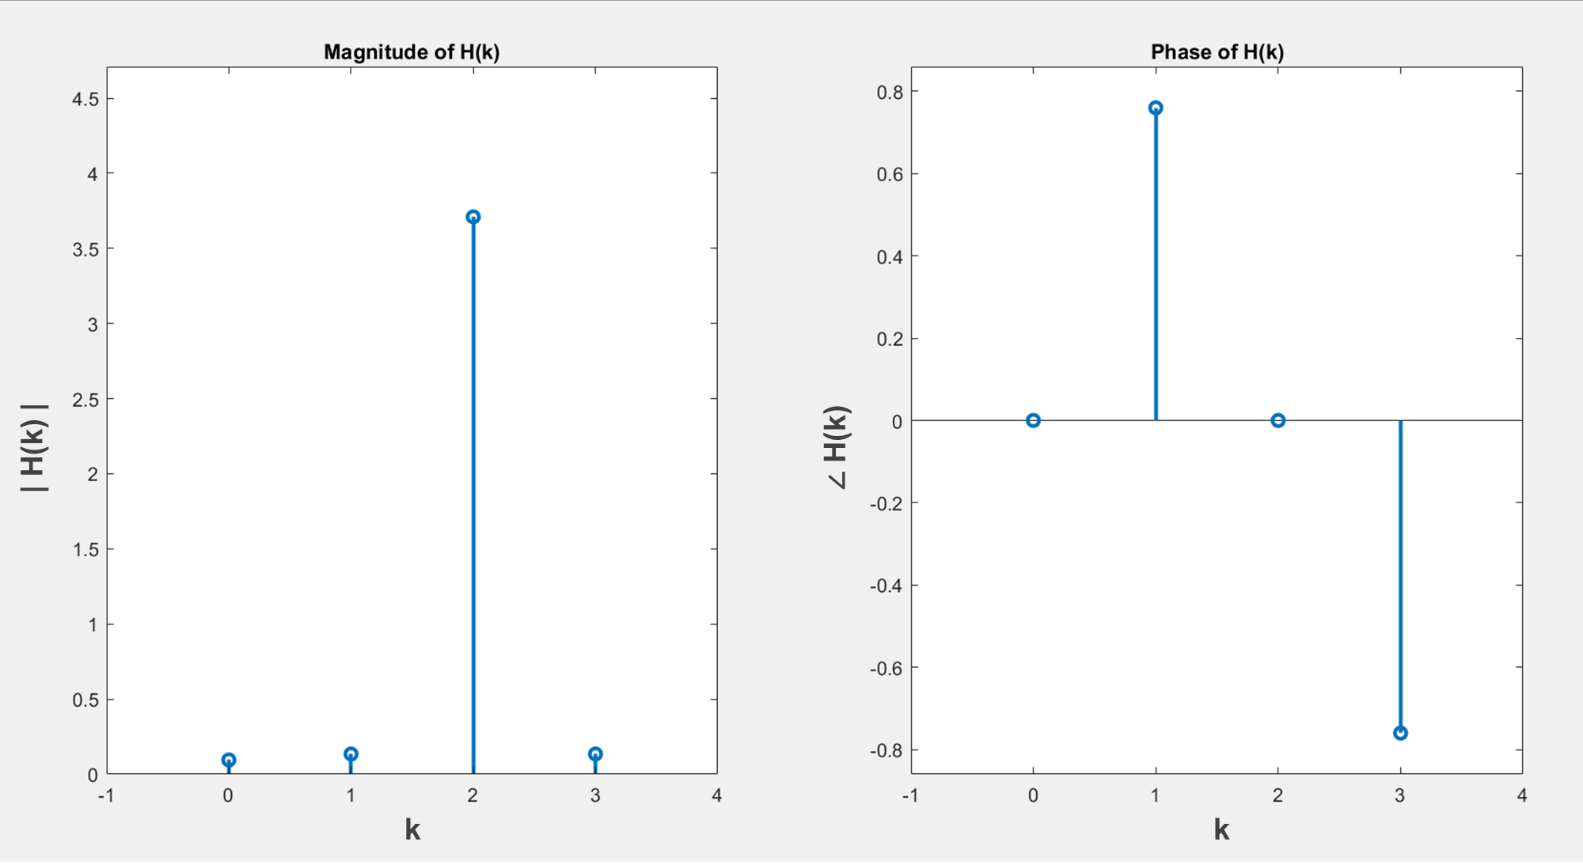 Magnitude of H(k)
4.5
4
3.5
3
2.5
2
1.5
1
0.5
0
-1 0 1 2 3 4
| H(k) |
k
Phase of H(k)
0.8
0.6
0.4
0.2
0
-0.2
-0.4
-0.6
-0.8
-1 0 1 2 3 4
∠ H(k)
k